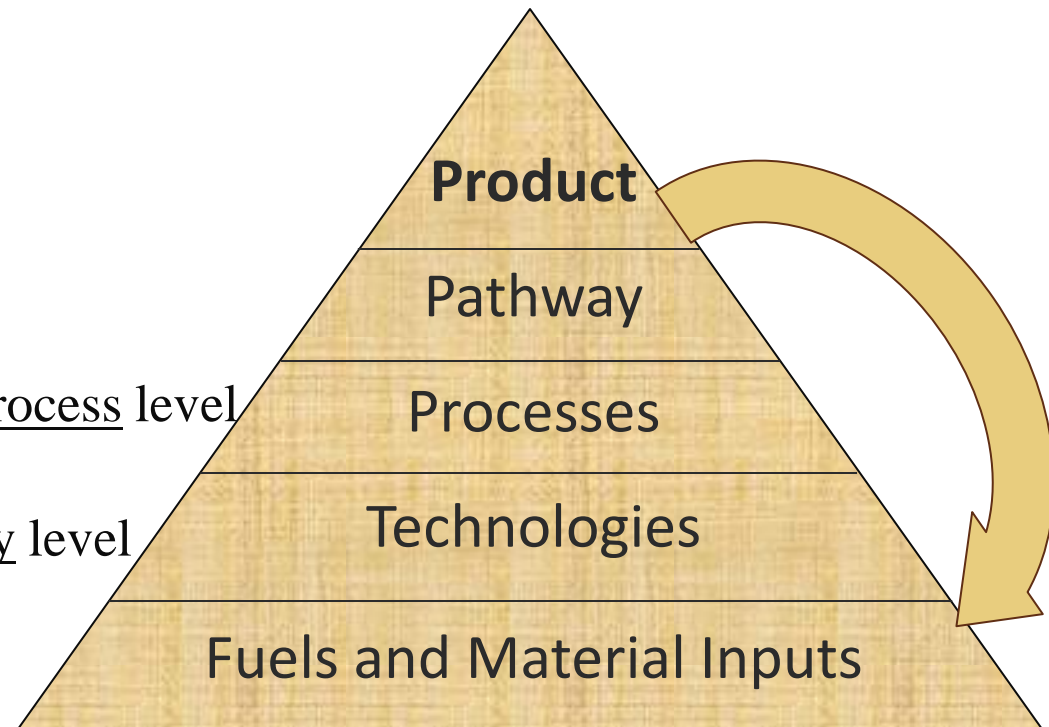 Product
Pathway
rocess level
Processes
y level
Technologies
Fuels and Material Inputs